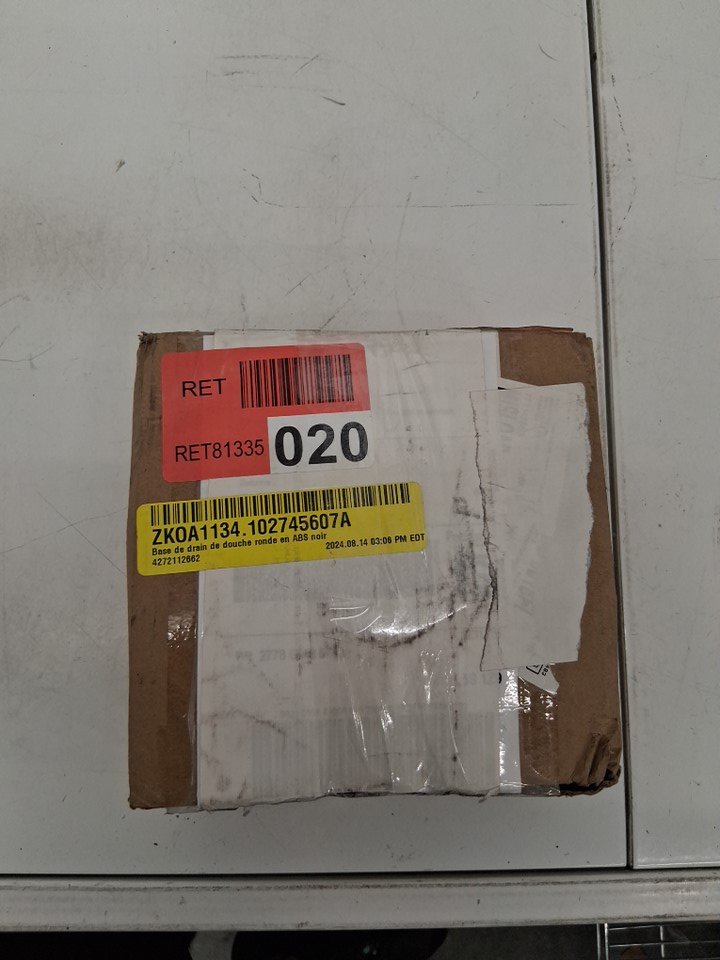 RET
RET81335
020
ZKOA1134.102745607A
Base de drain de douche ronde en ABS noir
2024.08.14 03:06 PM EDT
4272112662